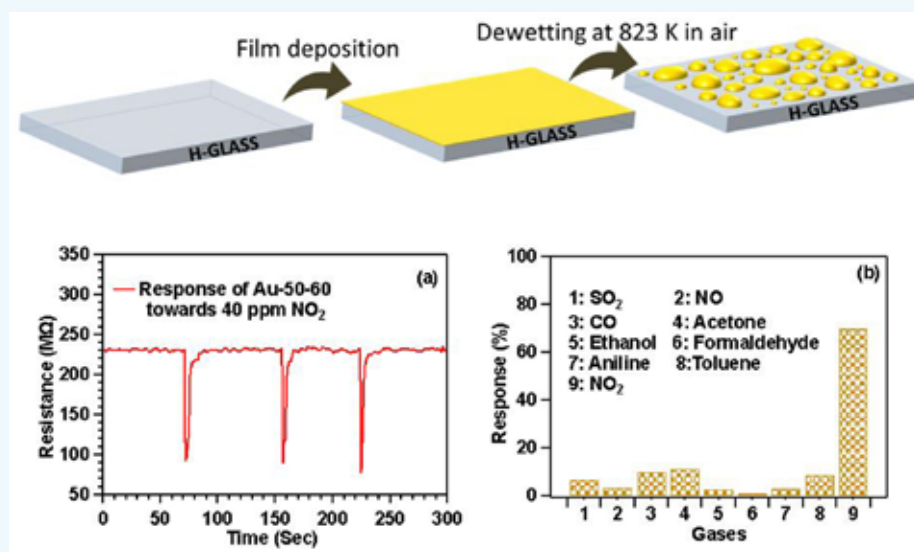 Film deposition
Dewetting at 823 K in air
H-GLASS
H-GLASS
H-GLASS
350
300
250
200
150
100
50
Resistance (MΩ)
(a)
Response of Au-50-60
towards 40 ppm NO₂
0 50 100 150 200 250 300
Time (Sec)
100
80
60
40
20
0
Response (%)
(b)
1: SO₂ 2: NO
3: CO 4: Acetone
5: Ethanol 6: Formaldehyde
7: Aniline 8:Toluene
9: NO₂
1 2 3 4 5 6 7 8 9
Gases